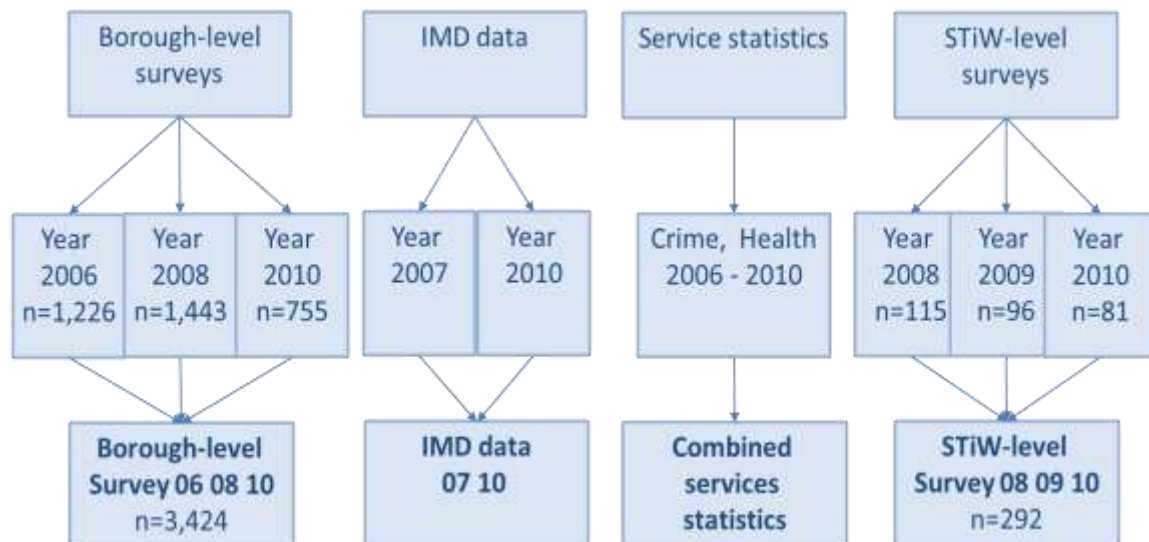 Borough-level
surveys
IMD data
Service statistics
STiW-level
surveys
Year
2006
n=1,226
Year
2008
n=1,443
Year
2010
n=755
Year
2007
Year
2010
Crime, Health
2006 - 2010
Year
2008
n=115
Year
2009
n=96
Year
2010
n=81
Borough-level
Survey 06 08 10
n=3,424
IMD data
07 10
Combined
services
statistics
STiW-level
Survey 08 09 10
n=292